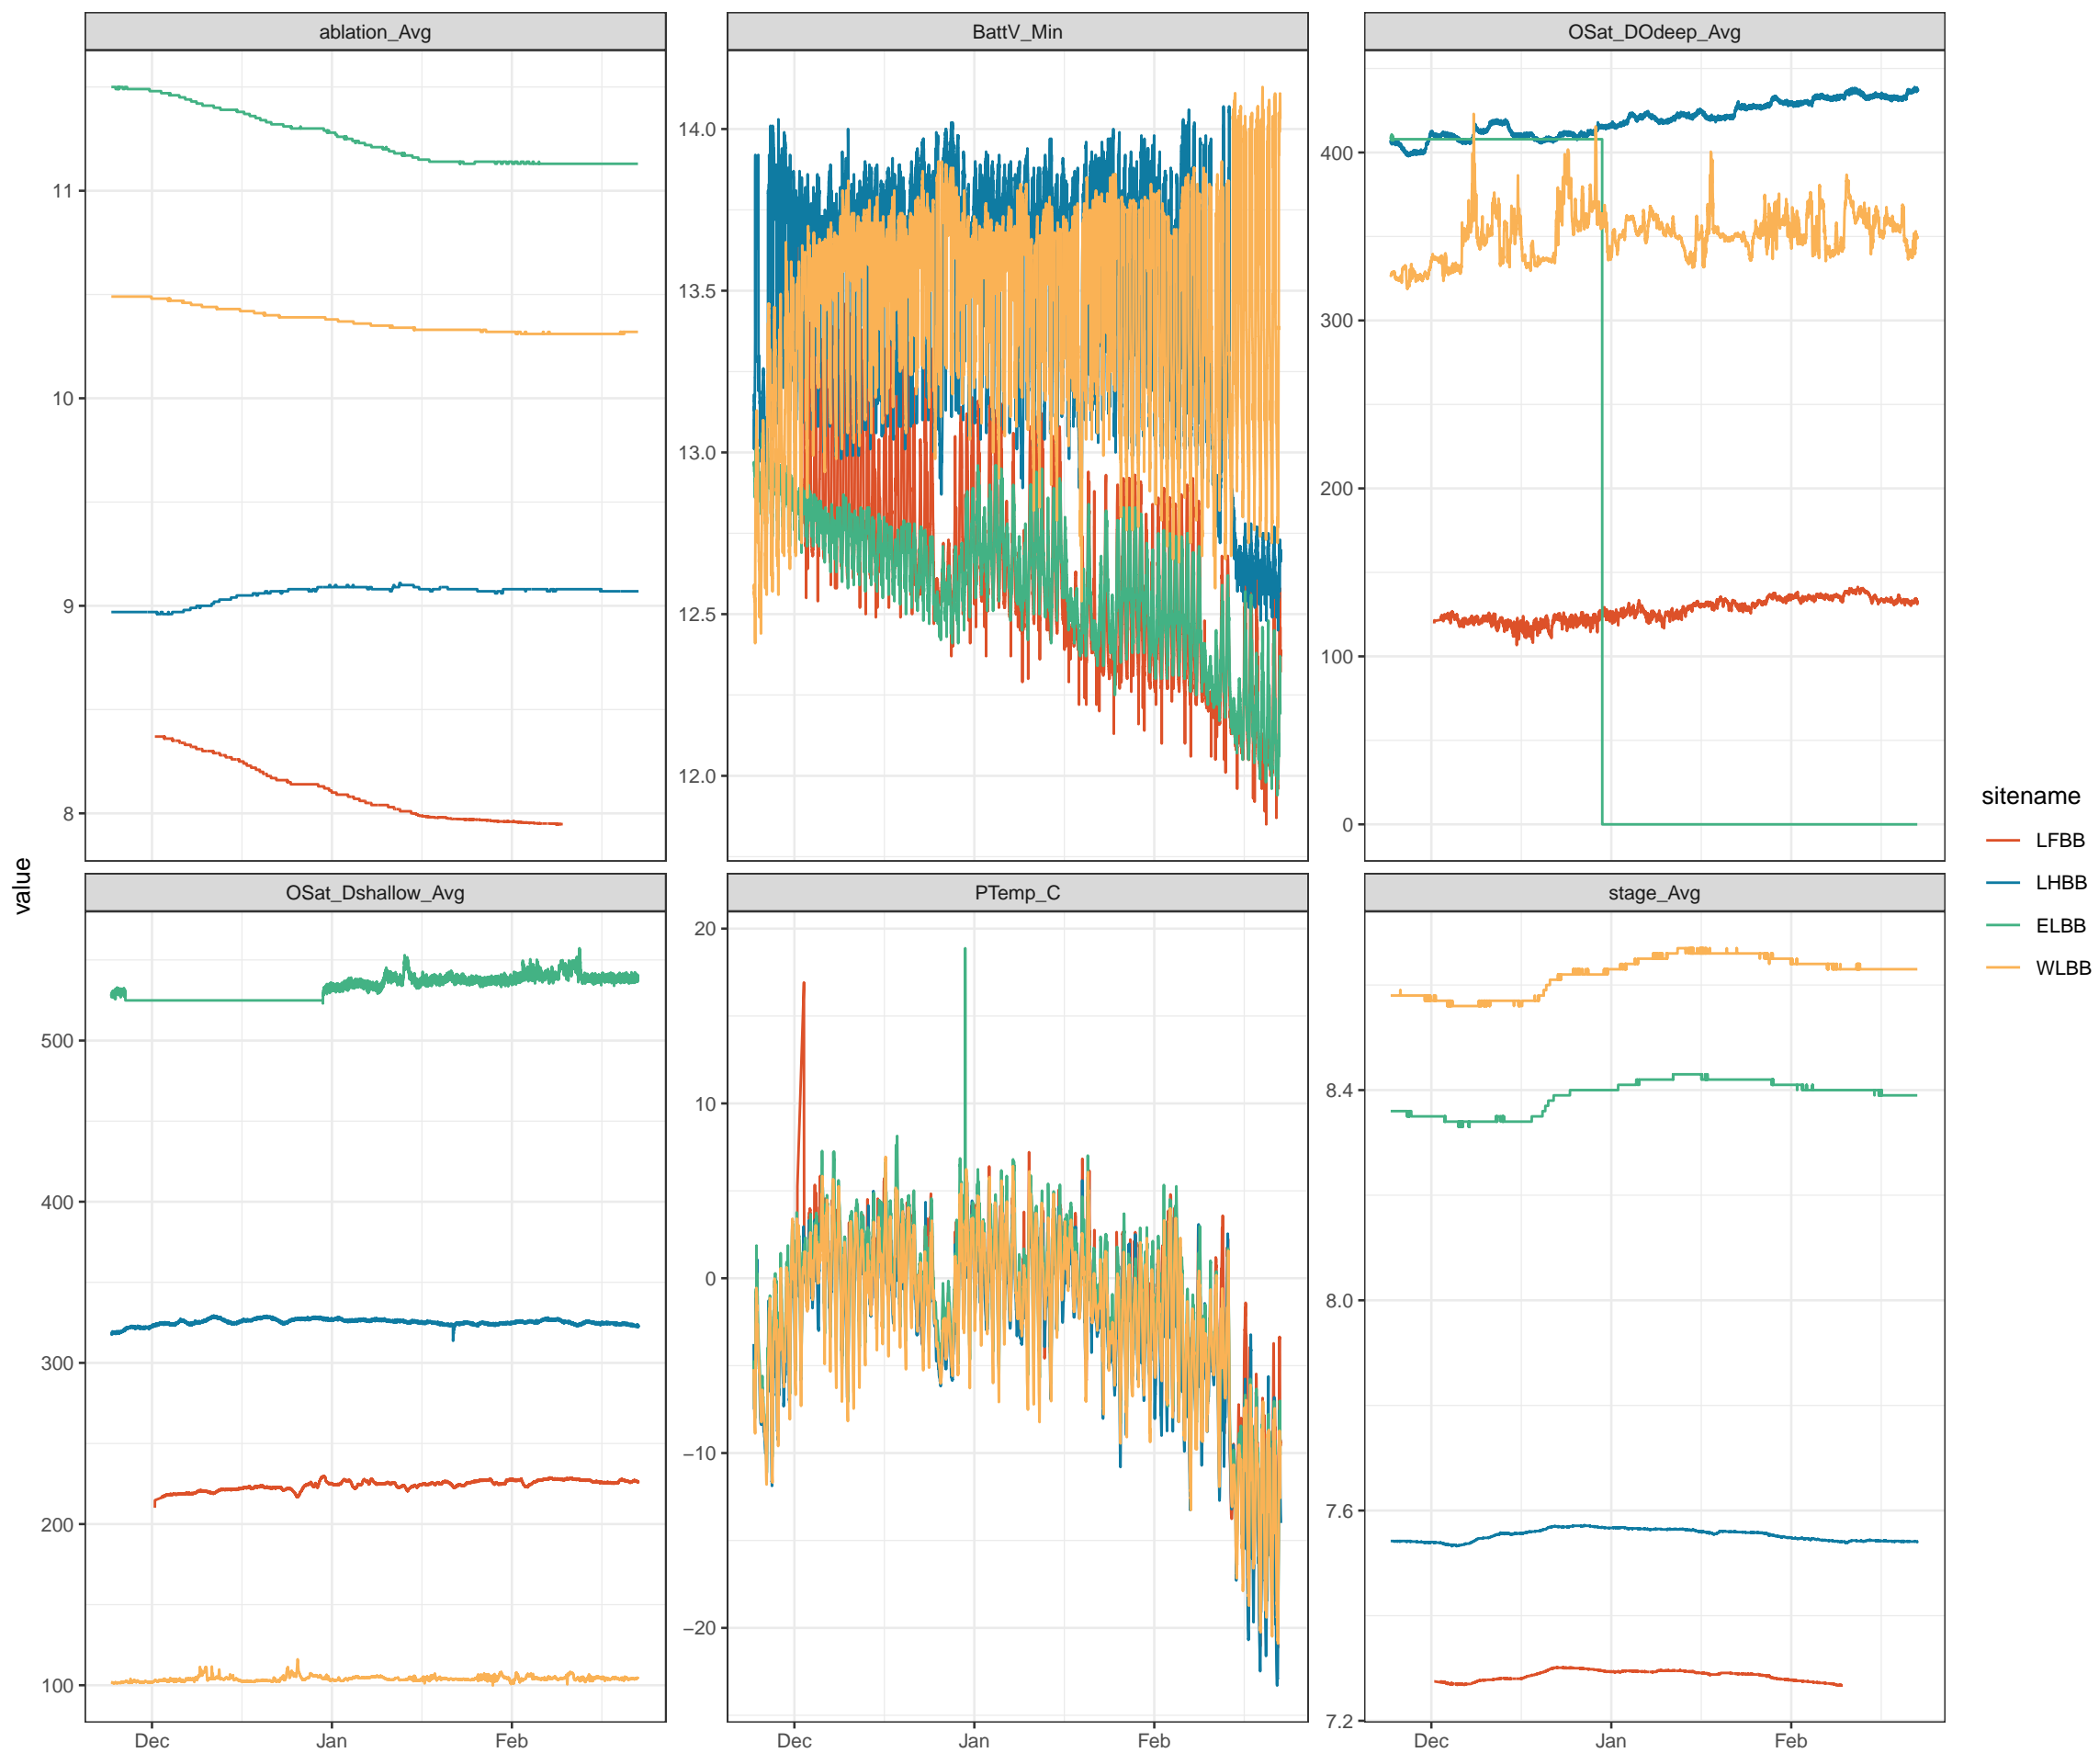 ablation_Avg
BattV_Min
OSat_DOdeep_Avg
11
10
9
8
14.0
13.5
13.0
12.5
12.0
400
300
200
100
0
value
OSat_Dshallow_Avg
PTemp_C
stage_Avg
500
400
300
200
100
20
10
0
−10
−20
8.4
8.0
7.6
7.2
Dec Jan Feb
Dec Jan Feb
Dec Jan Feb
sitename
LFBB
LHBB
ELBB
WLBB